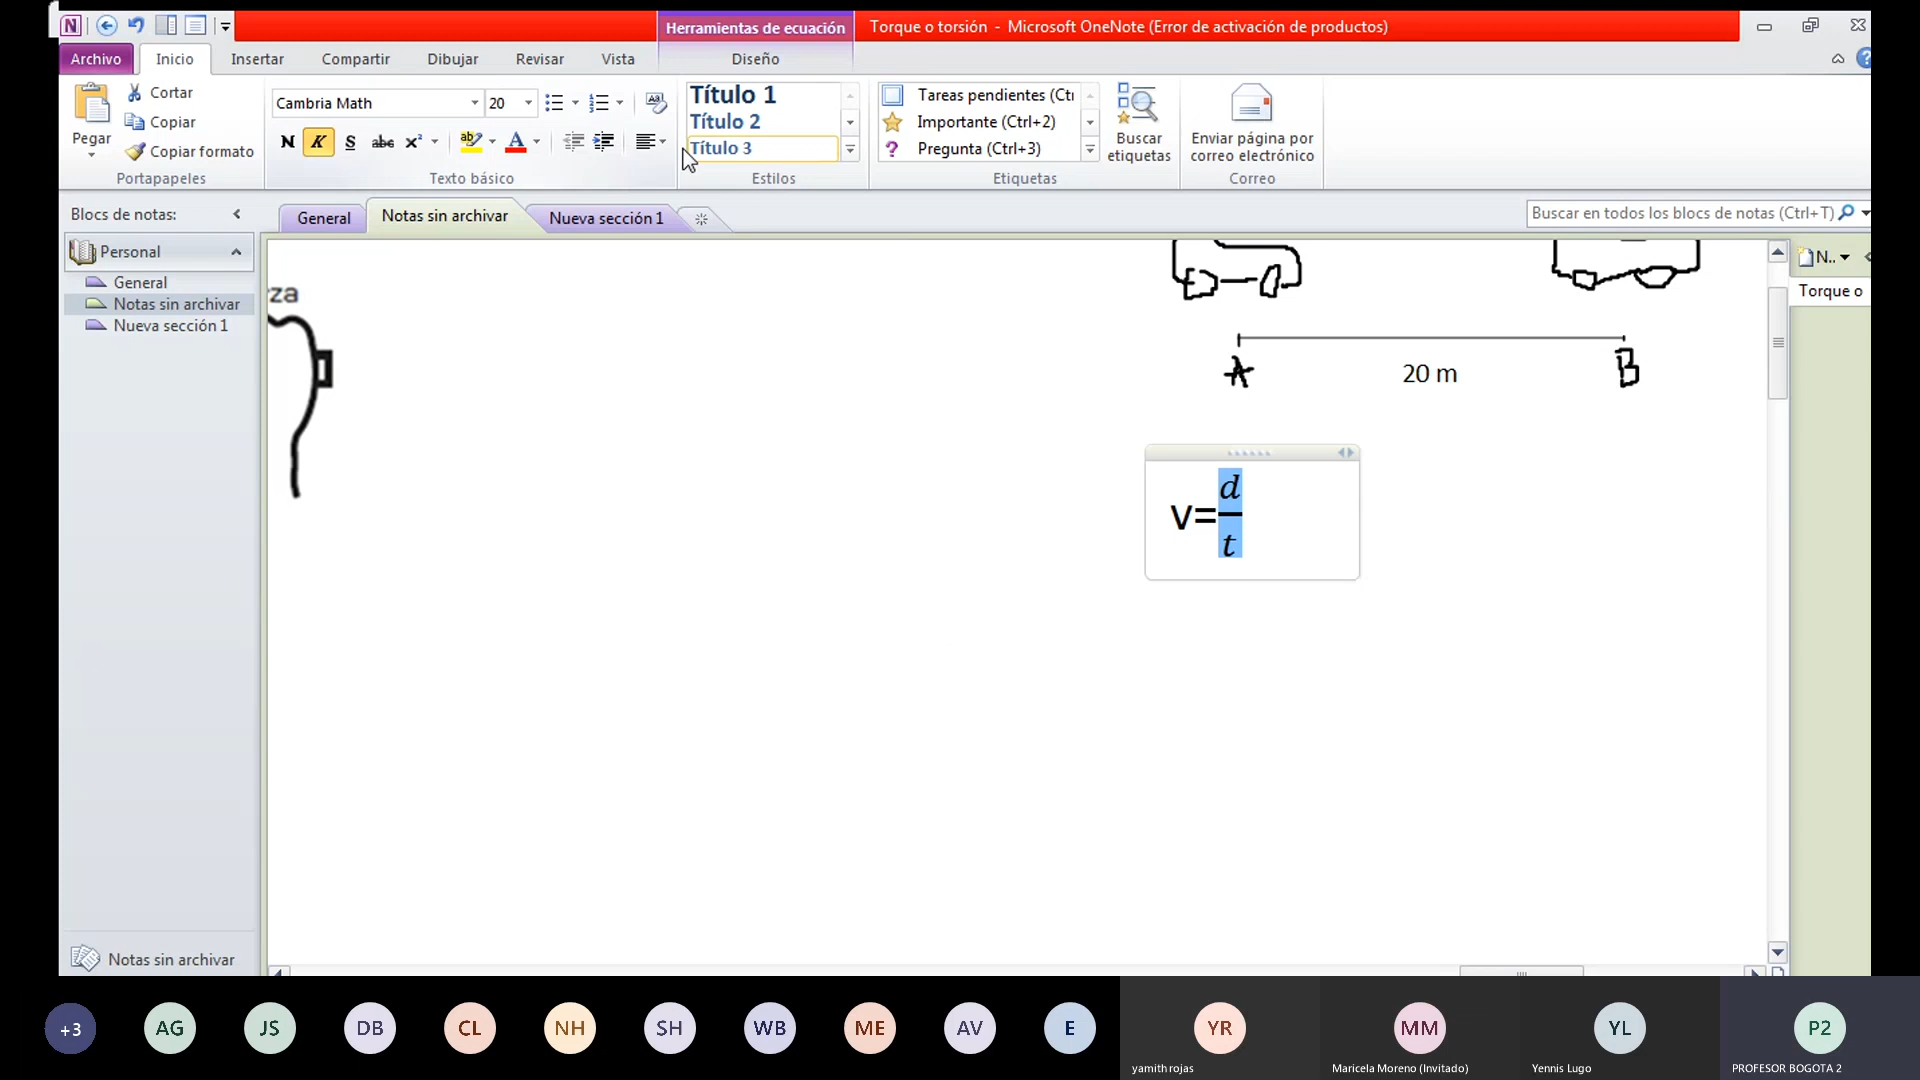 Herramientas de ecuación
Torque o torsión - Microsoft OneNote (Error de activación de productos)
Archivo
Inicio
Insertar
Compartir
Dibujar
Revisar
Vista
Diseño
Pegar
Cortar
Copiar
Copiar formato
Portapapeles
Cambria Math
20
N K S abc x²
Texto básico
Título 1
Título 2
Título 3
Estilos
Tareas pendientes (Ctr
Importante (Ctrl+2)
Pregunta (Ctrl+3)
Etiquetas
Buscar
etiquetas
Enviar página por
correo electrónico
Correo
Blocs de notas:
General
Notas sin archivar
Nueva sección 1
Buscar en todos los blocs de notas (Ctrl+T)
Personal
General
Notas sin archivar
Nueva sección 1
N..
Torque o
za
A
20 m
B
v=d/t
Notas sin archivar
+3
AG
JS
DB
CL
NH
SH
WB
ME
AV
E
YR
yamith rojas
MM
Maricela Moreno (Invitado)
YL
Yennis Lugo
P2
PROFESOR BOGOTA 2